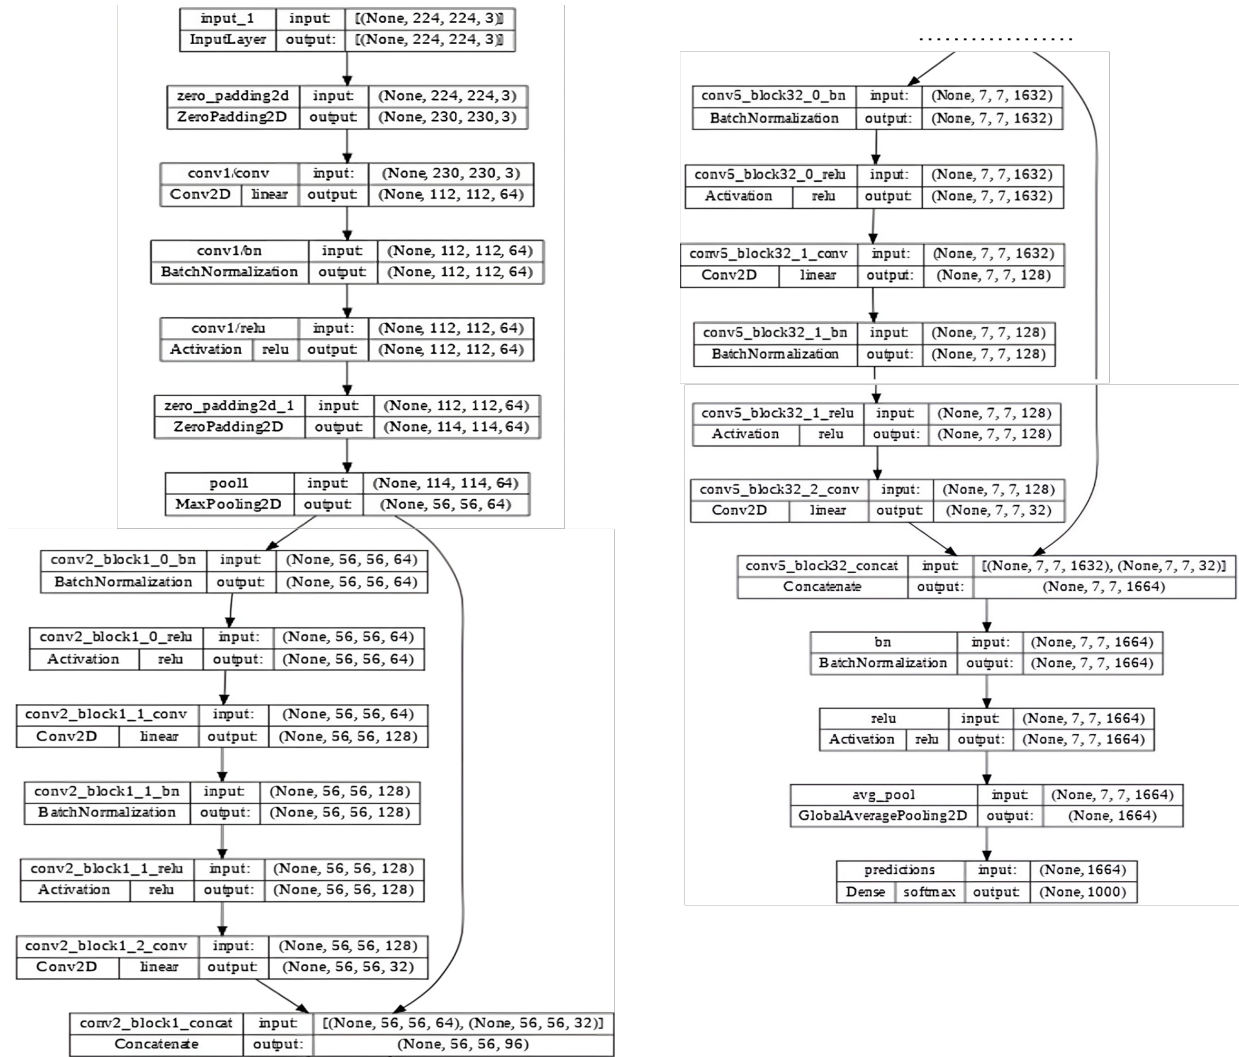 input_1 input: [(None, 224, 224, 3)]
InputLayer output: [(None, 224, 224, 3)]
zero_padding2d input: (None, 224, 224, 3)
ZeroPadding2D output: (None, 230, 230, 3)
conv1/conv input: (None, 230, 230, 3)
Conv2D linear output: (None, 112, 112, 64)
conv1/bn input: (None, 112, 112, 64)
BatchNormalization output: (None, 112, 112, 64)
conv1/relu input: (None, 112, 112, 64)
Activation relu output: (None, 112, 112, 64)
zero_padding2d_1 input: (None, 112, 112, 64)
ZeroPadding2D output: (None, 114, 114, 64)
pool1 input: (None, 114, 114, 64)
MaxPooling2D output: (None, 56, 56, 64)
conv2_block1_0_bn input: (None, 56, 56, 64)
BatchNormalization output: (None, 56, 56, 64)
conv2_block1_0_relu input: (None, 56, 56, 64)
Activation relu output: (None, 56, 56, 64)
conv2_block1_1_conv input: (None, 56, 56, 64)
Conv2D linear output: (None, 56, 56, 128)
conv2_block1_1_bn input: (None, 56, 56, 128)
BatchNormalization output: (None, 56, 56, 128)
conv2_block1_1_relu input: (None, 56, 56, 128)
Activation relu output: (None, 56, 56, 128)
conv2_block1_2_conv input: (None, 56, 56, 128)
Conv2D linear output: (None, 56, 56, 32)
conv2_block1_concat input: [(None, 56, 56, 64), (None, 56, 56, 32)]
Concatenate output: (None, 56, 56, 96)
.................
conv5_block32_0_bn input: (None, 7, 7, 1632)
BatchNormalization output: (None, 7, 7, 1632)
conv5_block32_0_relu input: (None, 7, 7, 1632)
Activation relu output: (None, 7, 7, 1632)
conv5_block32_1_conv input: (None, 7, 7, 1632)
Conv2D linear output: (None, 7, 7, 128)
conv5_block32_1_bn input: (None, 7, 7, 128)
BatchNormalization output: (None, 7, 7, 128)
conv5_block32_1_relu input: (None, 7, 7, 128)
Activation relu output: (None, 7, 7, 128)
conv5_block32_2_conv input: (None, 7, 7, 128)
Conv2D linear output: (None, 7, 7, 32)
conv5_block32_concat input: [(None, 7, 7, 1632), (None, 7, 7, 32)]
Concatenate output: (None, 7, 7, 1664)
bn input: (None, 7, 7, 1664)
BatchNormalization output: (None, 7, 7, 1664)
relu input: (None, 7, 7, 1664)
Activation relu output: (None, 7, 7, 1664)
avg_pool input: (None, 7, 7, 1664)
GlobalAveragePooling2D output: (None, 1664)
predictions input: (None, 1664)
Dense softmax output: (None, 1000)